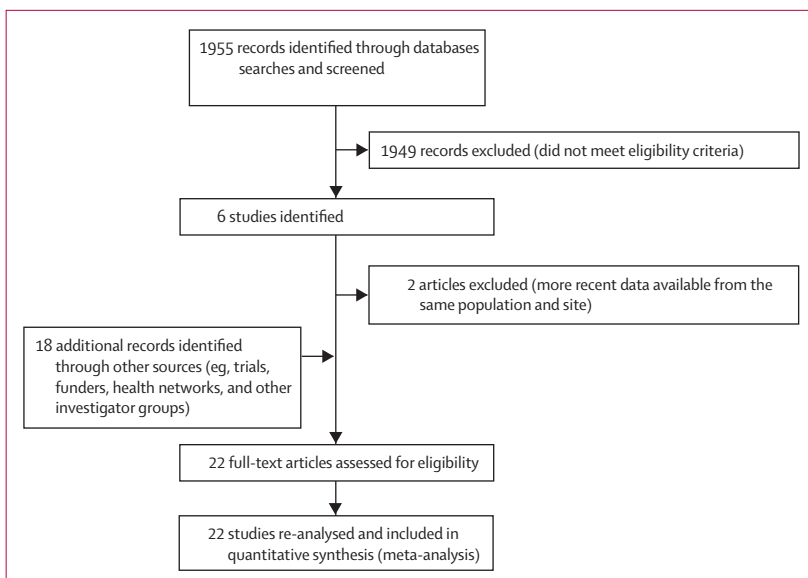 1955 records identified through databases
searches and screened
1949 records excluded (did not meet eligibility criteria)
6 studies identified
2 articles excluded (more recent data available from the
same population and site)
18 additional records identified
through other sources (eg, trials,
funders, health networks, and other
investigator groups)
22 full-text articles assessed for eligibility
22 studies re-analysed and included in
quantitative synthesis (meta-analysis)